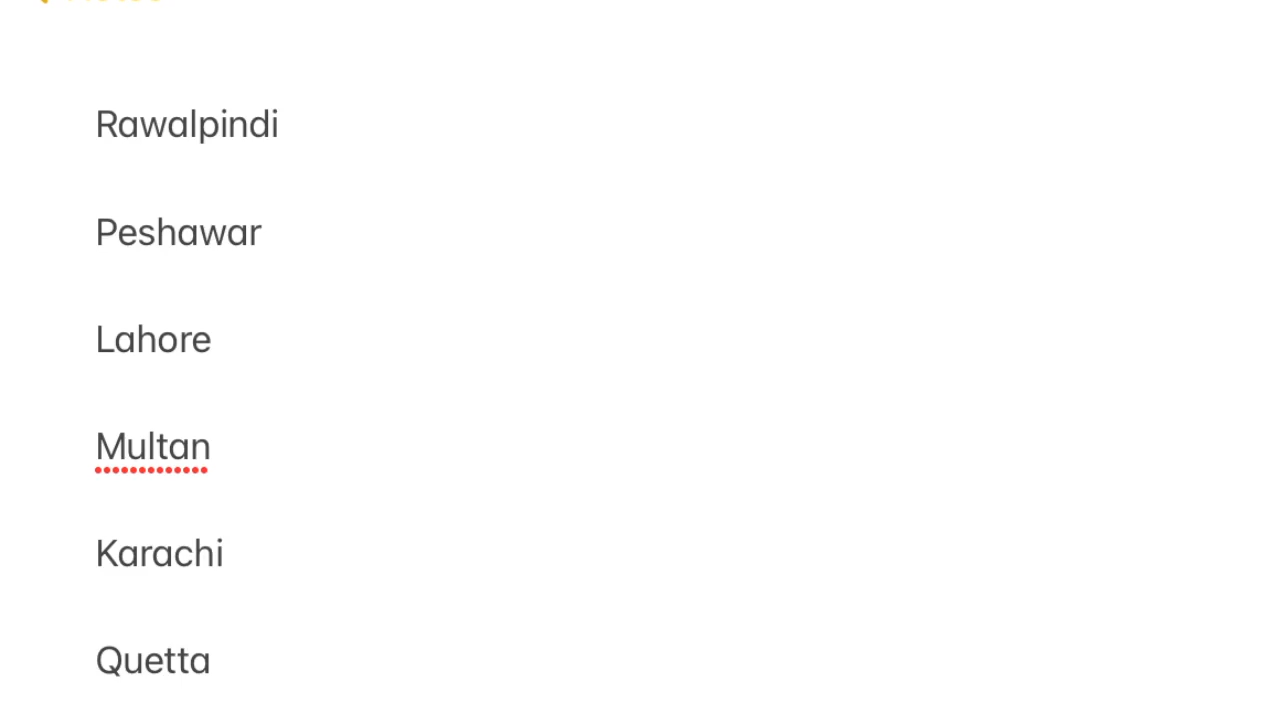 Rawalpindi
Peshawar
Lahore
Multan
Karachi
Quetta